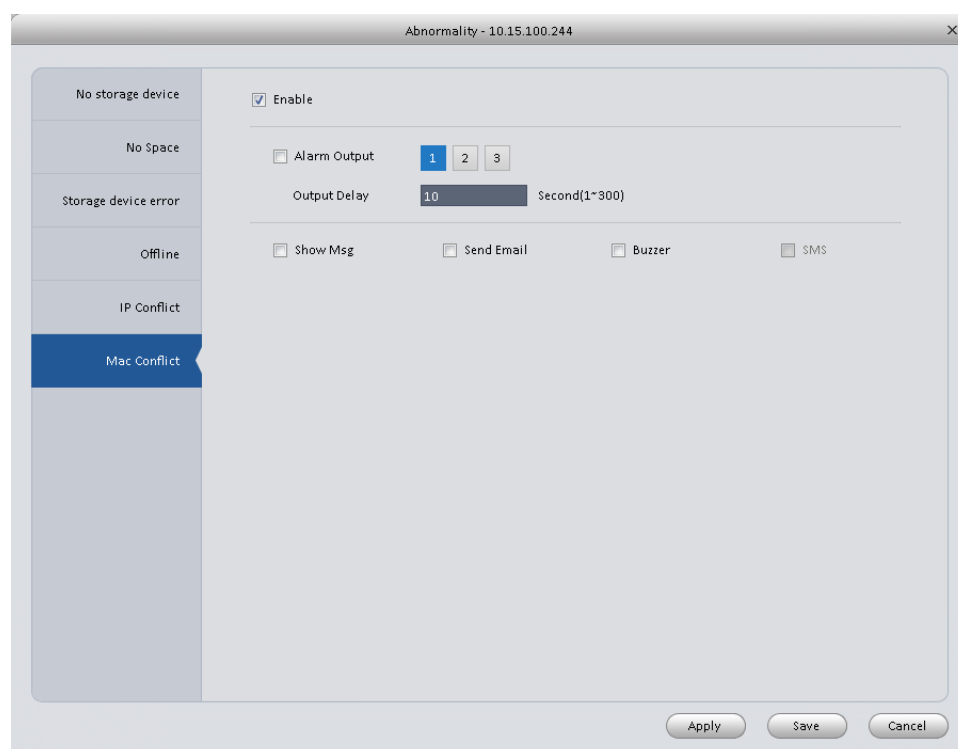 Abnormality - 10.15.100.244
No storage device
No Space
Storage device error
Offline
IP Conflict
Mac Conflict
Enable
Alarm Output 1 2 3
Output Delay 10 Second(1~300)
Show Msg Send Email Buzzer SMS
Apply Save Cancel